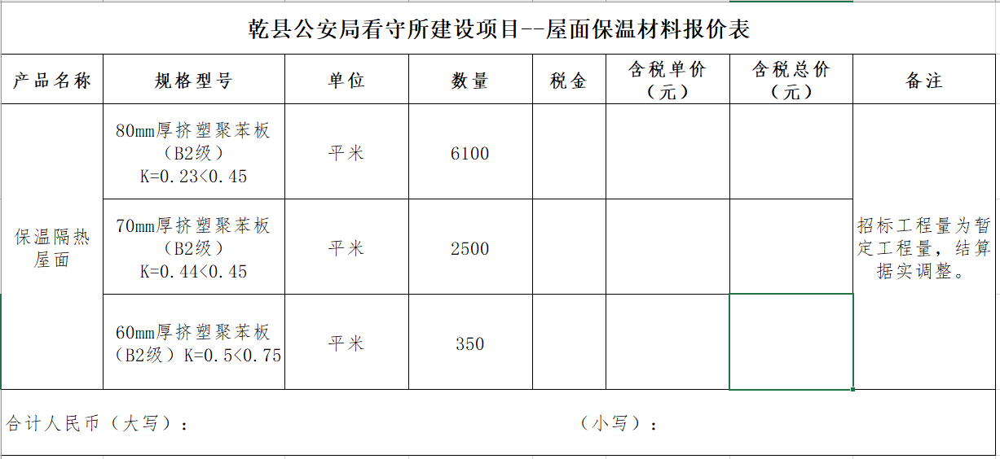 乾县公安局看守所建设项目--屋面保温材料报价表
产品名称
规格型号
单位
数量
税金
含税单价
（元）
含税总价
（元）
备注
保温隔热
屋面
80mm厚挤塑聚苯板
（B2级）
K=0.23<0.45
平米
6100
70mm厚挤塑聚苯板
（B2级）
K=0.44<0.45
平米
2500
60mm厚挤塑聚苯板
（B2级）K=0.5<0.75
平米
350
招标工程量为暂
定工程量，结算
据实调整。
合计人民币（大写）： （小写）：